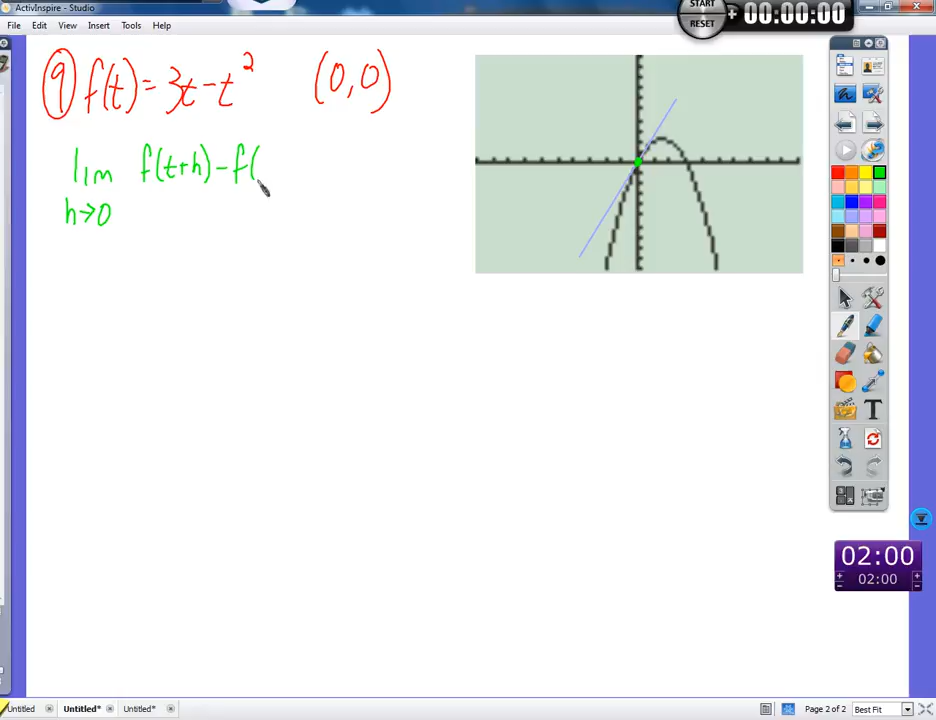 ActivInspire - Studio
File Edit View Insert Tools Help
START
RESET
00:00:00
⑨ f(t) = 3t - t² (0,0)
lim f(t+h) - f(
h→0
02:00
02:00
Untitled Untitled* Untitled*
Page 2 of 2 Best Fit